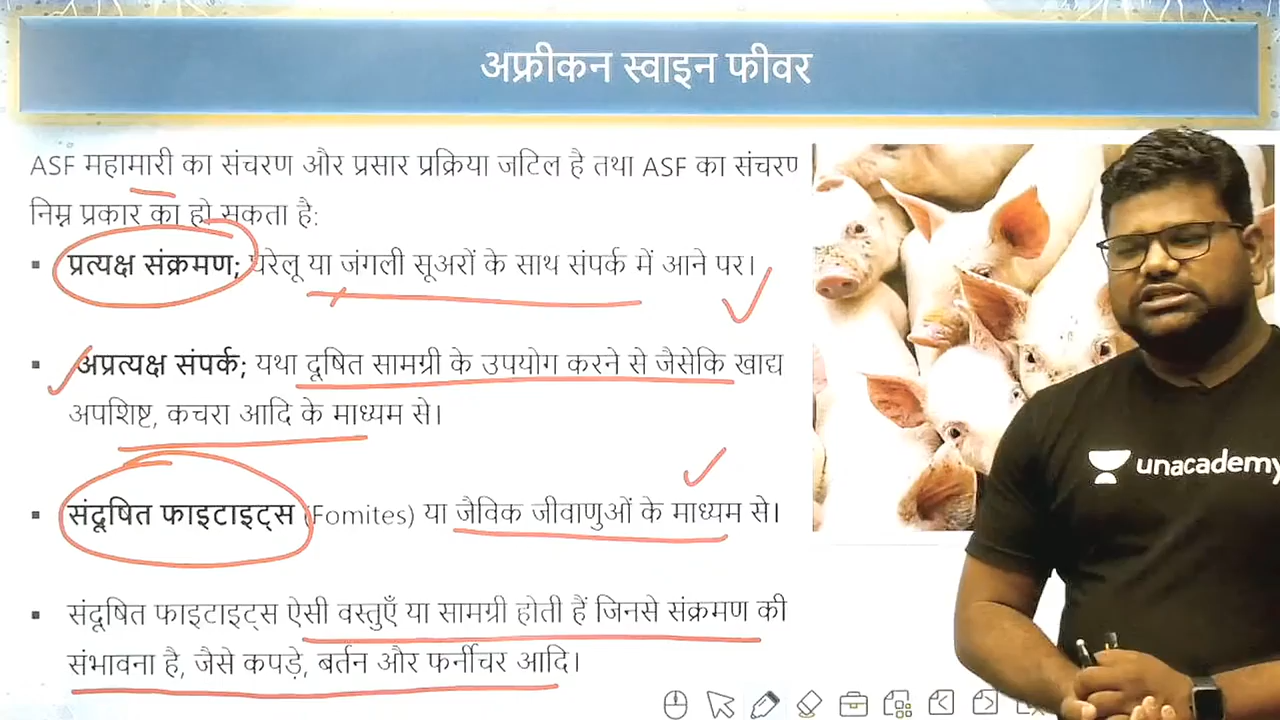 अफ्रीकन स्वाइन फीवर
ASF महामारी का संचरण और प्रसार प्रक्रिया जटिल है तथा ASF का संचरण
निम्न प्रकार का हो सकता है:
▪ प्रत्यक्ष संक्रमण; घरेलू या जंगली सूअरों के साथ संपर्क में आने पर।
▪ अप्रत्यक्ष संपर्क; यथा दूषित सामग्री के उपयोग करने से जैसेकि खाद्य
अपशिष्ट, कचरा आदि के माध्यम से।
▪ संदूषित फाइटाइट्स (Fomites) या जैविक जीवाणुओं के माध्यम से।
▪ संदूषित फाइटाइट्स ऐसी वस्तुएँ या सामग्री होती हैं जिनसे संक्रमण की
संभावना है, जैसे कपड़े, बर्तन और फर्नीचर आदि।
unacademy